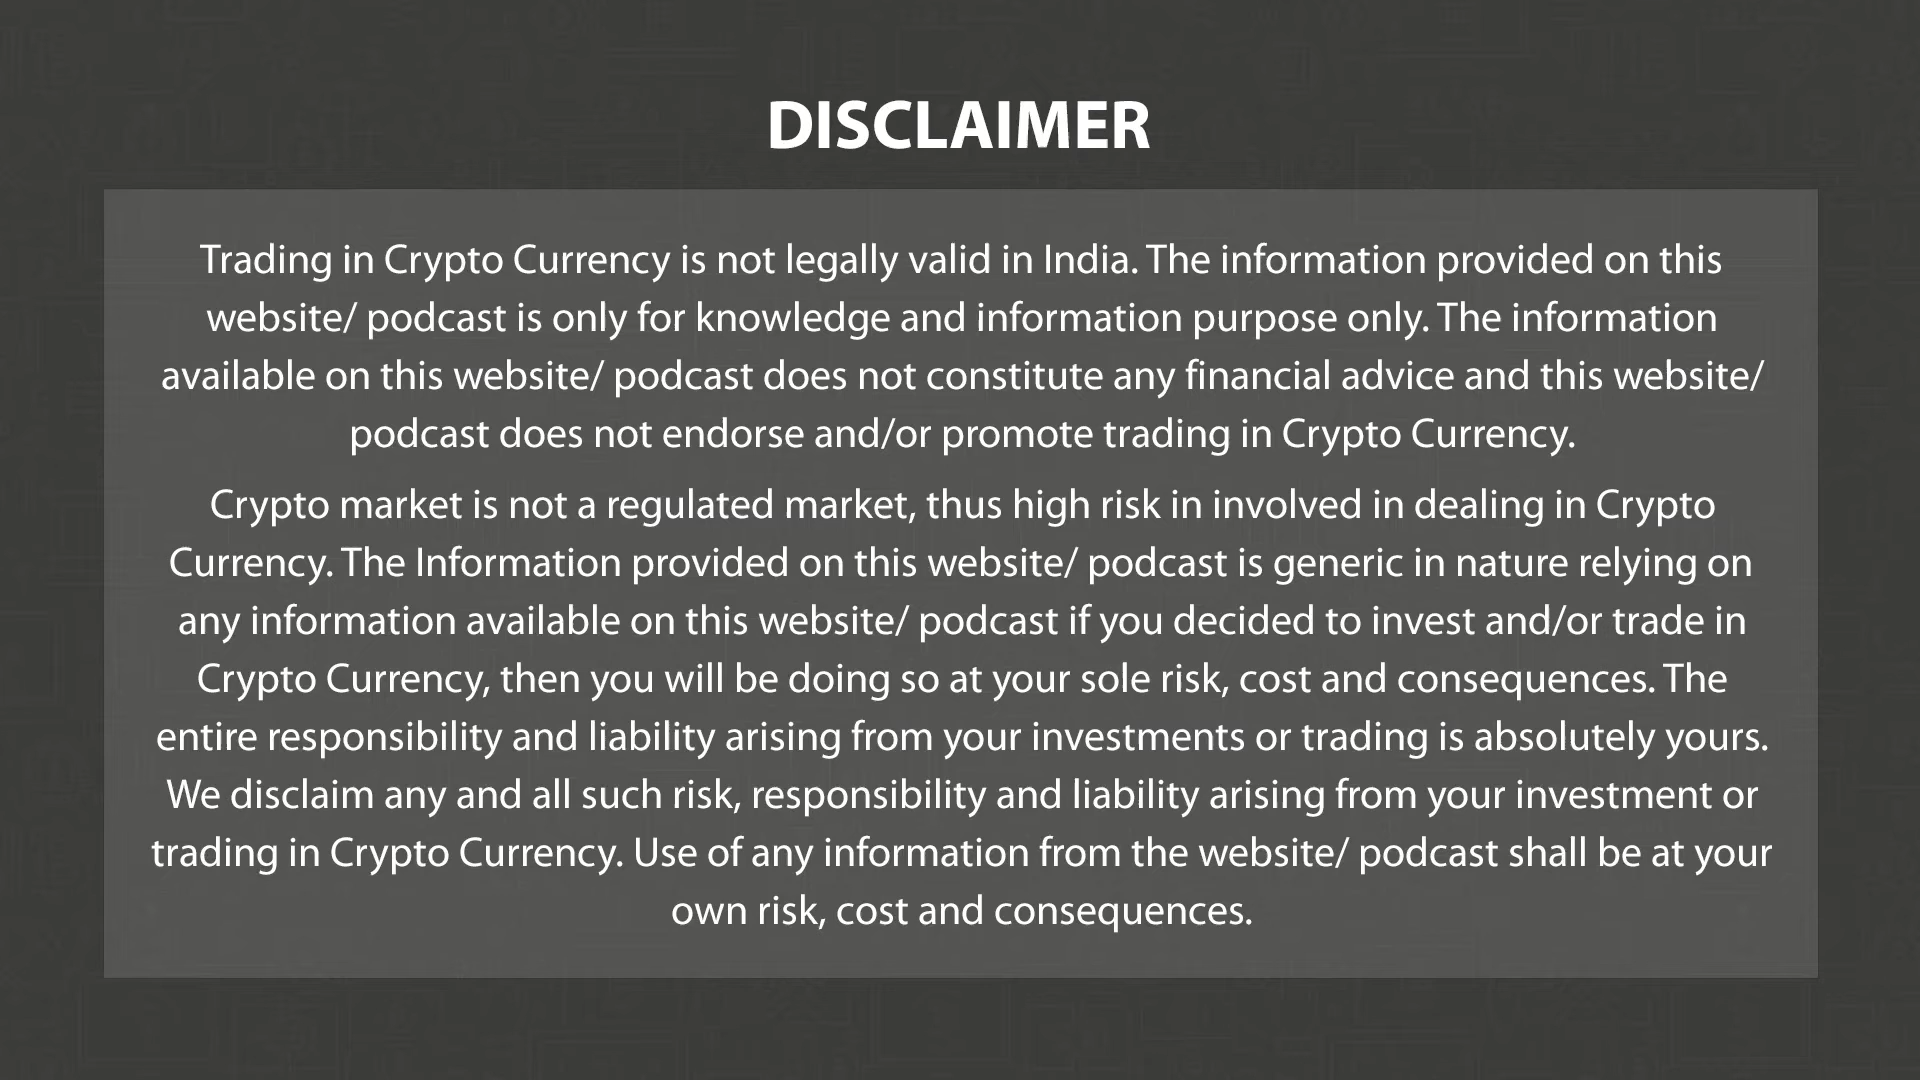 DISCLAIMER
Trading in Crypto Currency is not legally valid in India. The information provided on this
website/ podcast is only for knowledge and information purpose only. The information
available on this website/ podcast does not constitute any financial advice and this website/
podcast does not endorse and/or promote trading in Crypto Currency.
Crypto market is not a regulated market, thus high risk in involved in dealing in Crypto
Currency. The Information provided on this website/ podcast is generic in nature relying on
any information available on this website/ podcast if you decided to invest and/or trade in
Crypto Currency, then you will be doing so at your sole risk, cost and consequences. The
entire responsibility and liability arising from your investments or trading is absolutely yours.
We disclaim any and all such risk, responsibility and liability arising from your investment or
trading in Crypto Currency. Use of any information from the website/ podcast shall be at your
own risk, cost and consequences.